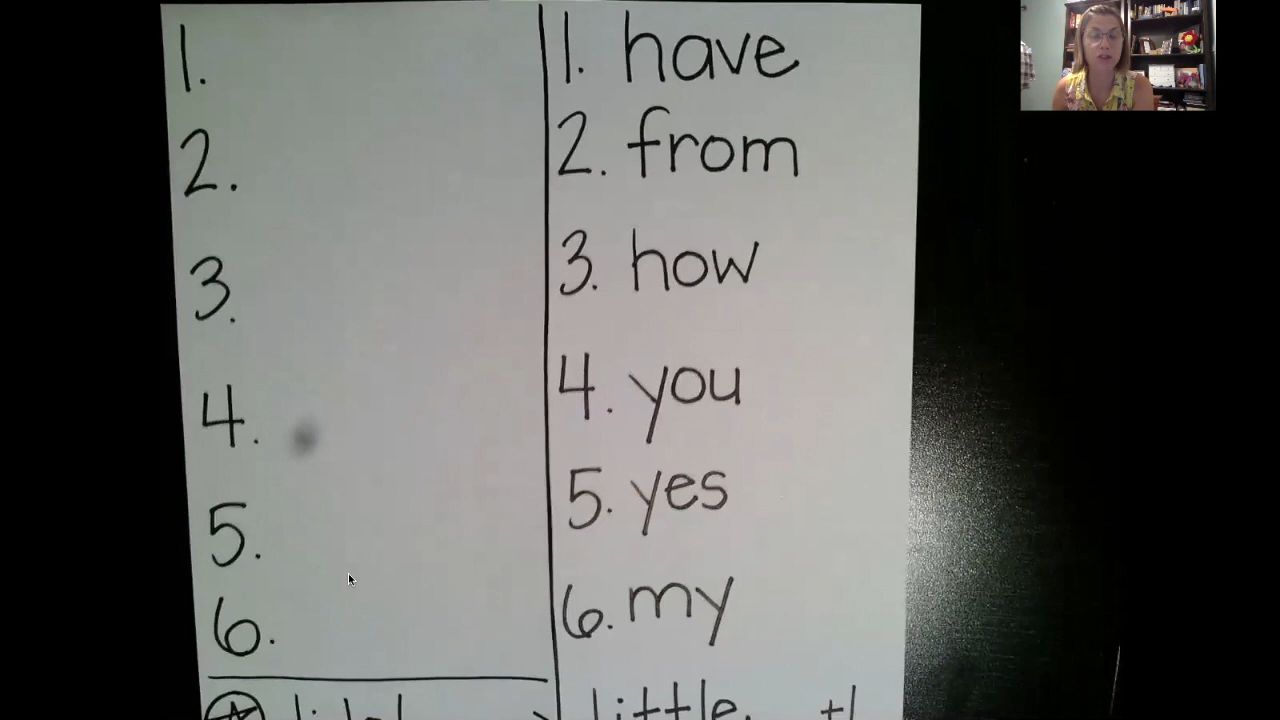 1.
2.
3.
4.
5.
6.
1. have
2. from
3. how
4. you
5. yes
6. my
little.